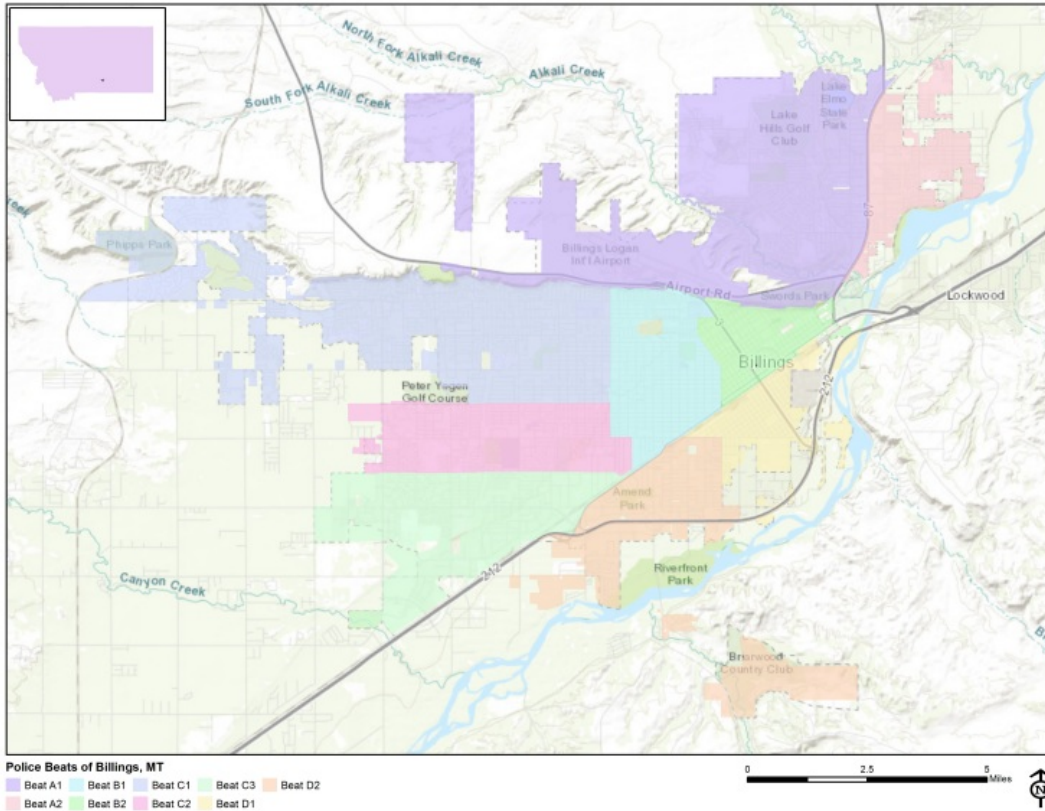 North Fork Alkali Creek
Alkali Creek
South Fork Alkali Creek
Lake
Elmo
State
Park
Lake
Hills Golf
Club
87
Phipps Park
Billings Logan
Int'l Airport
Airport Rd
Swords Park
Lockwood
Billings
212
Peter Yegen
Golf Course
Amend
Park
212
Canyon Creek
Riverfront
Park
Briarwood
Country Club
Police Beats of Billings, MT
Beat A1
Beat B1
Beat C1
Beat C3
Beat D2
Beat A2
Beat B2
Beat C2
Beat D1
0
2.5
5
Miles
N